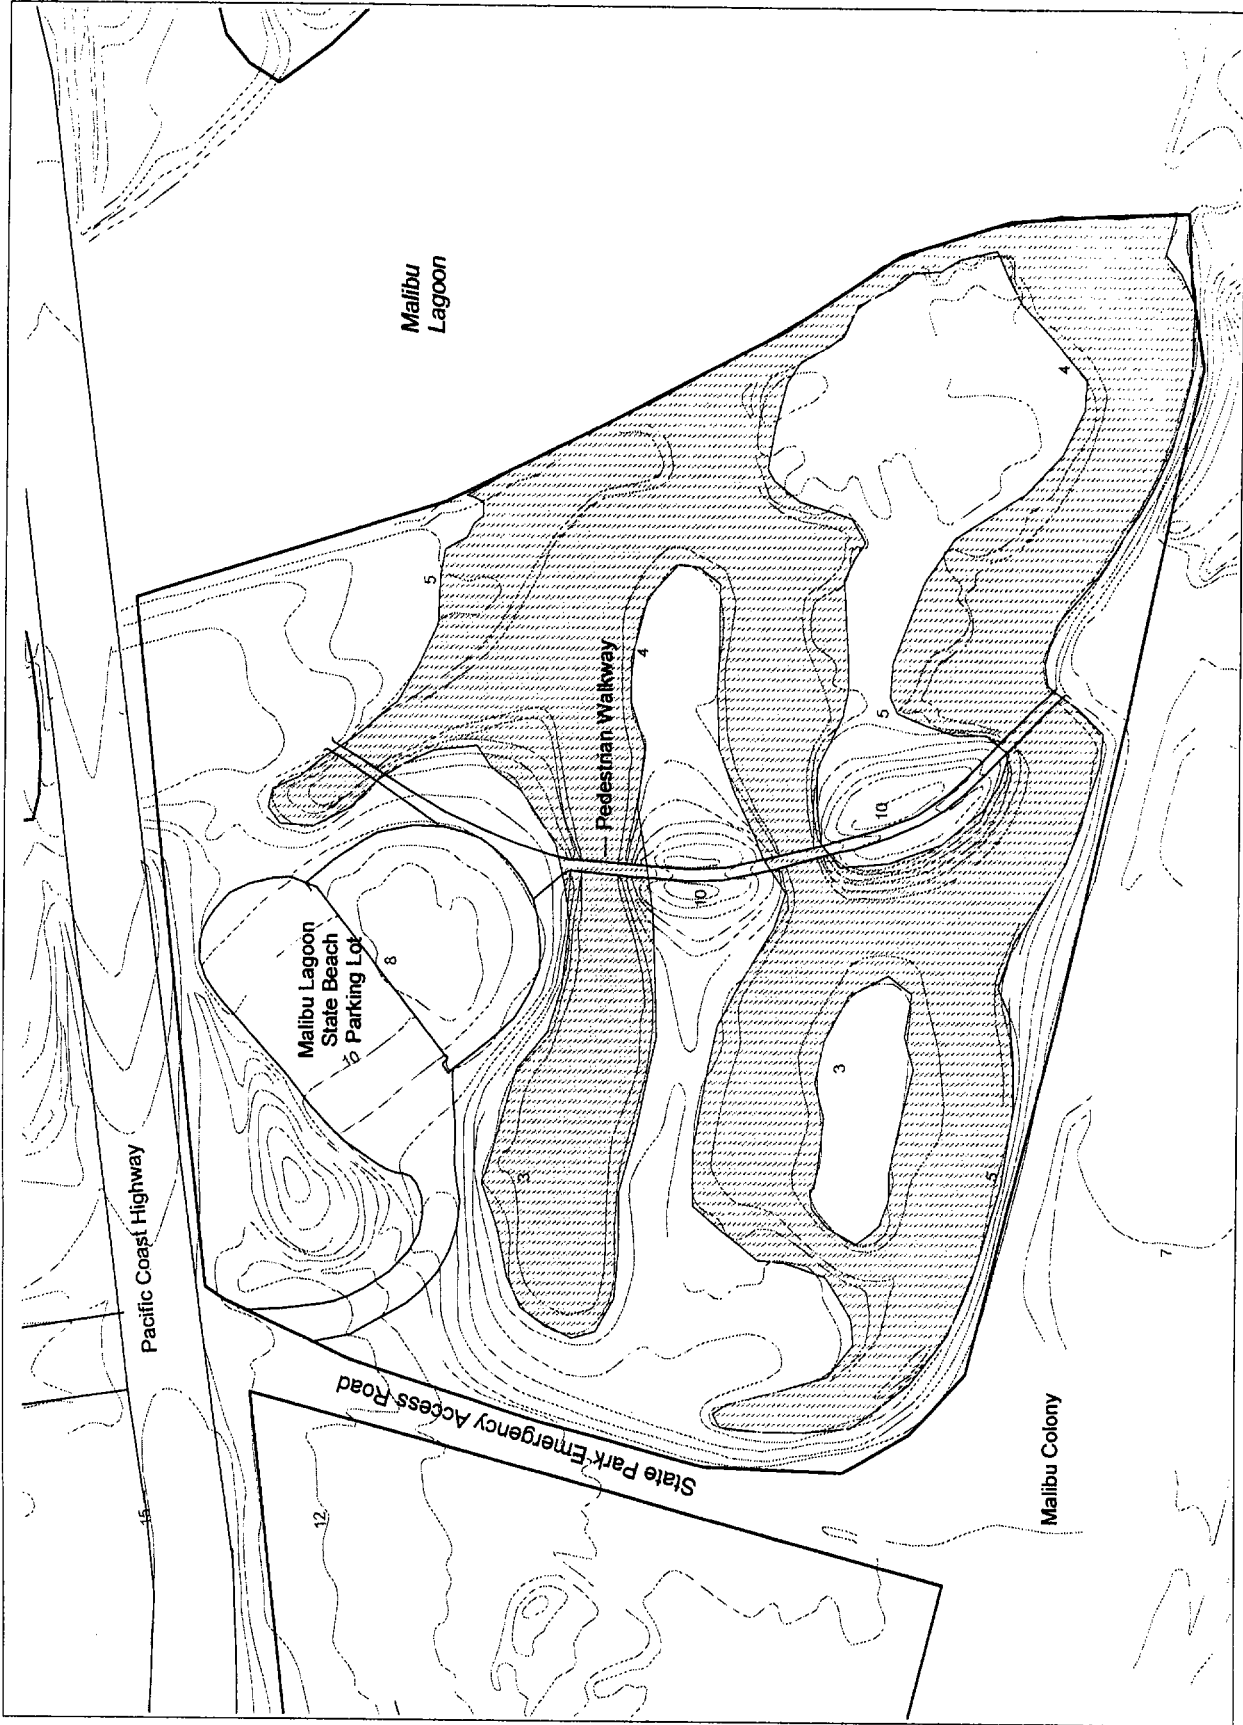 Malibu
Lagoon
Pacific Coast Highway
Malibu Lagoon
State Beach
Parking Lot
Pedestrian Walkway
State Park Emergency Access Road
Malibu Colony
15
12
10
8
5
4
4
10
10
5
3
3
5
7